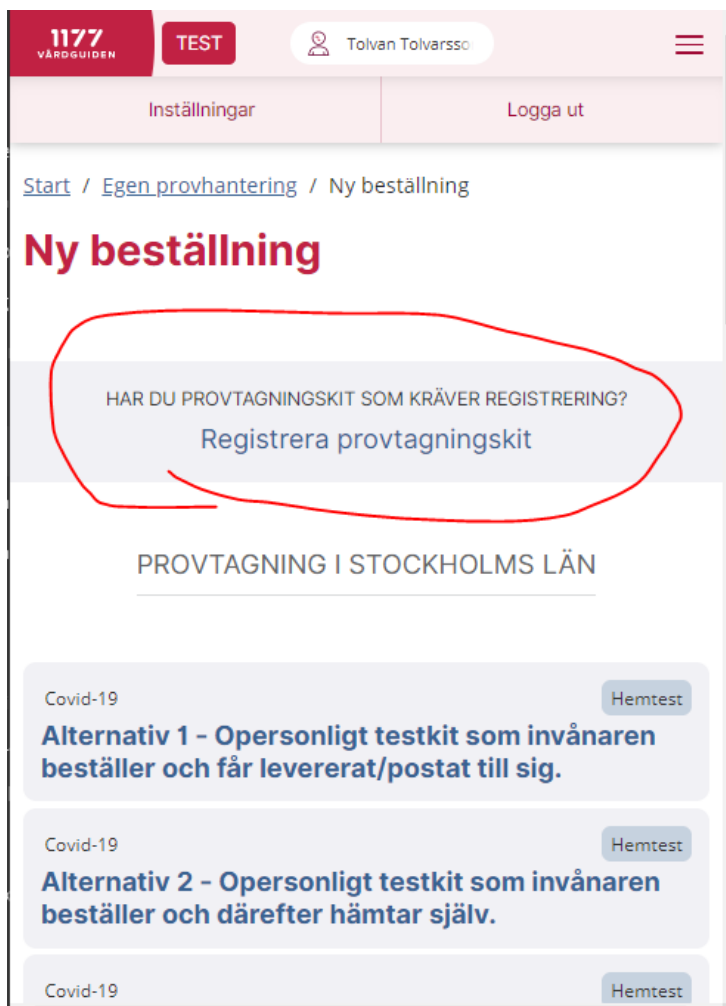 1177
VÅRDGUIDEN
TEST
Tolvan Tolvarsso
Inställningar
Logga ut
Start / Egen provhantering / Ny beställning
Ny beställning
HAR DU PROVTAGNINGSKIT SOM KRÄVER REGISTRERING?
Registrera provtagningskit
PROVTAGNING I STOCKHOLMS LÄN
Covid-19
Hemtest
Alternativ 1 - Opersonligt testkit som invånaren
beställer och får levererat/postat till sig.
Covid-19
Hemtest
Alternativ 2 - Opersonligt testkit som invånaren
beställer och därefter hämtar själv.
Covid-19
Hemtest